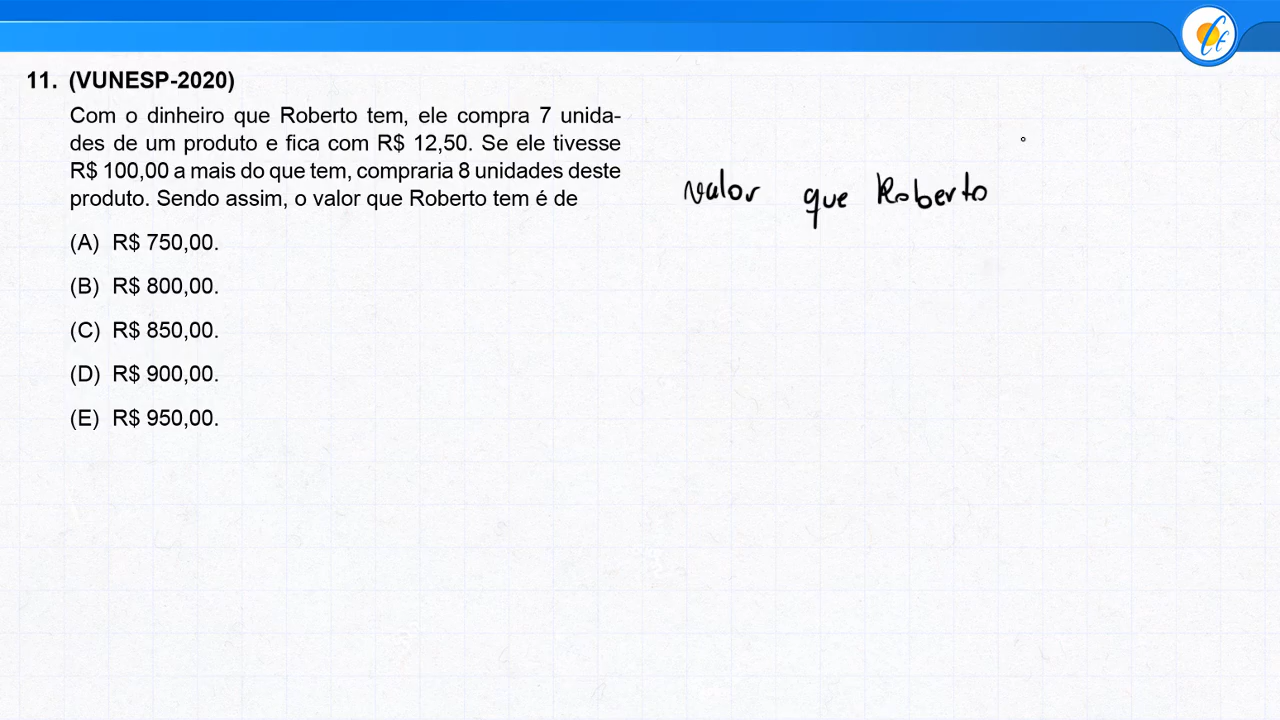 11. (VUNESP-2020)
Com o dinheiro que Roberto tem, ele compra 7 unida-
des de um produto e fica com R$ 12,50. Se ele tivesse
R$ 100,00 a mais do que tem, compraria 8 unidades deste
produto. Sendo assim, o valor que Roberto tem é de
(A) R$ 750,00.
(B) R$ 800,00.
(C) R$ 850,00.
(D) R$ 900,00.
(E) R$ 950,00.
valor que Roberto